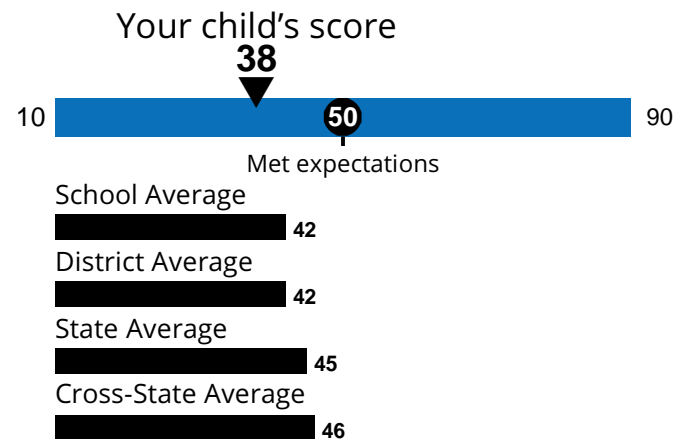 Your child’s score
38
10 50 90
Met expectations
School Average
42
District Average
42
State Average
45
Cross-State Average
46